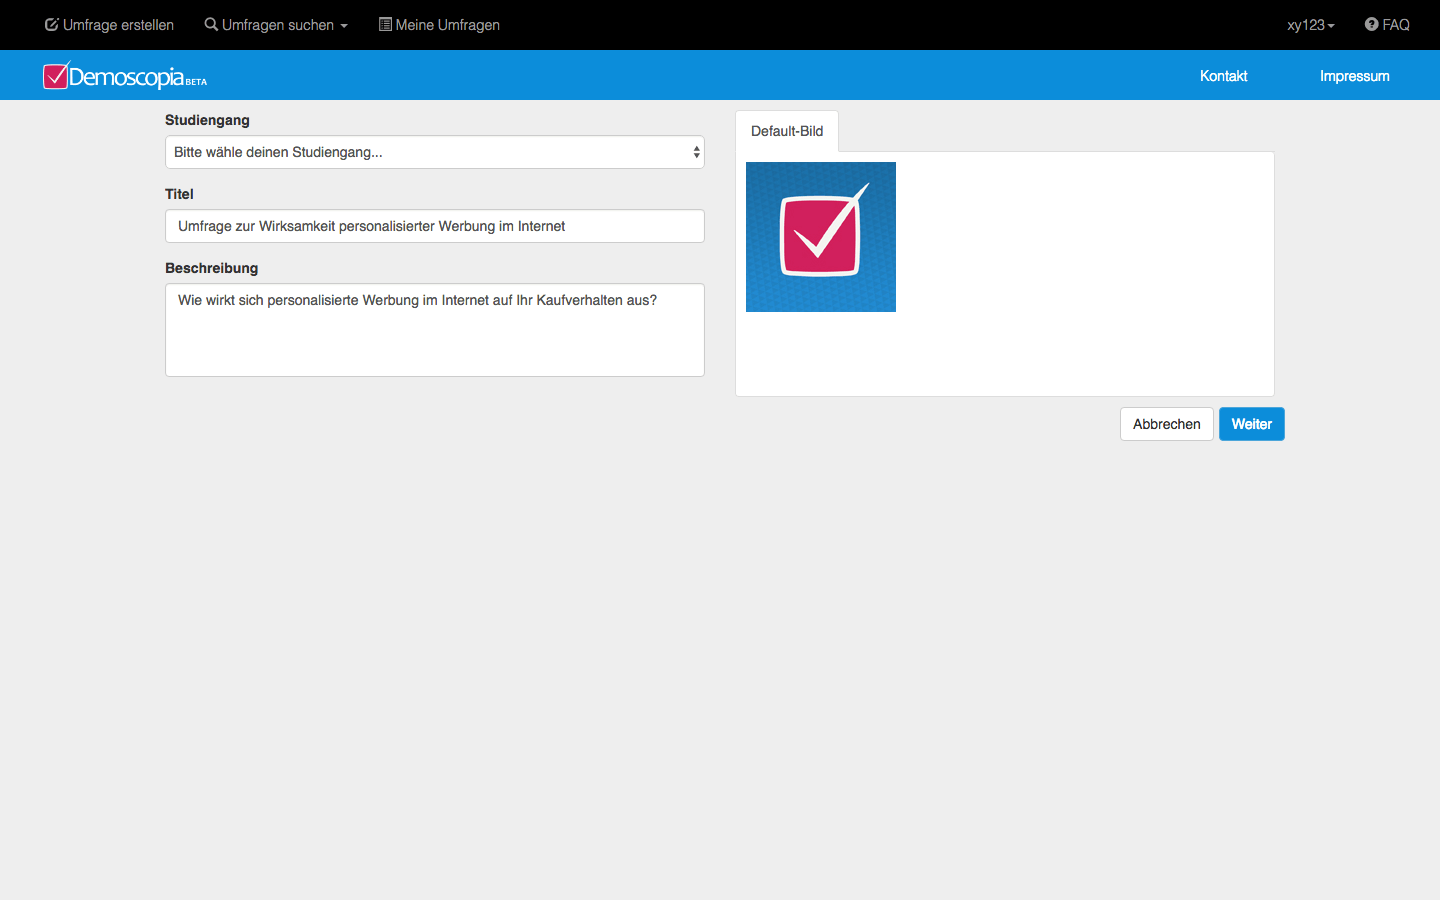 Umfrage erstellen Umfragen suchen Meine Umfragen xy123 FAQ
Demoscopia BETA Kontakt Impressum
Studiengang
Bitte wähle deinen Studiengang...
Titel
Umfrage zur Wirksamkeit personalisierter Werbung im Internet
Beschreibung
Wie wirkt sich personalisierte Werbung im Internet auf Ihr Kaufverhalten aus?
Default-Bild
Abbrechen Weiter